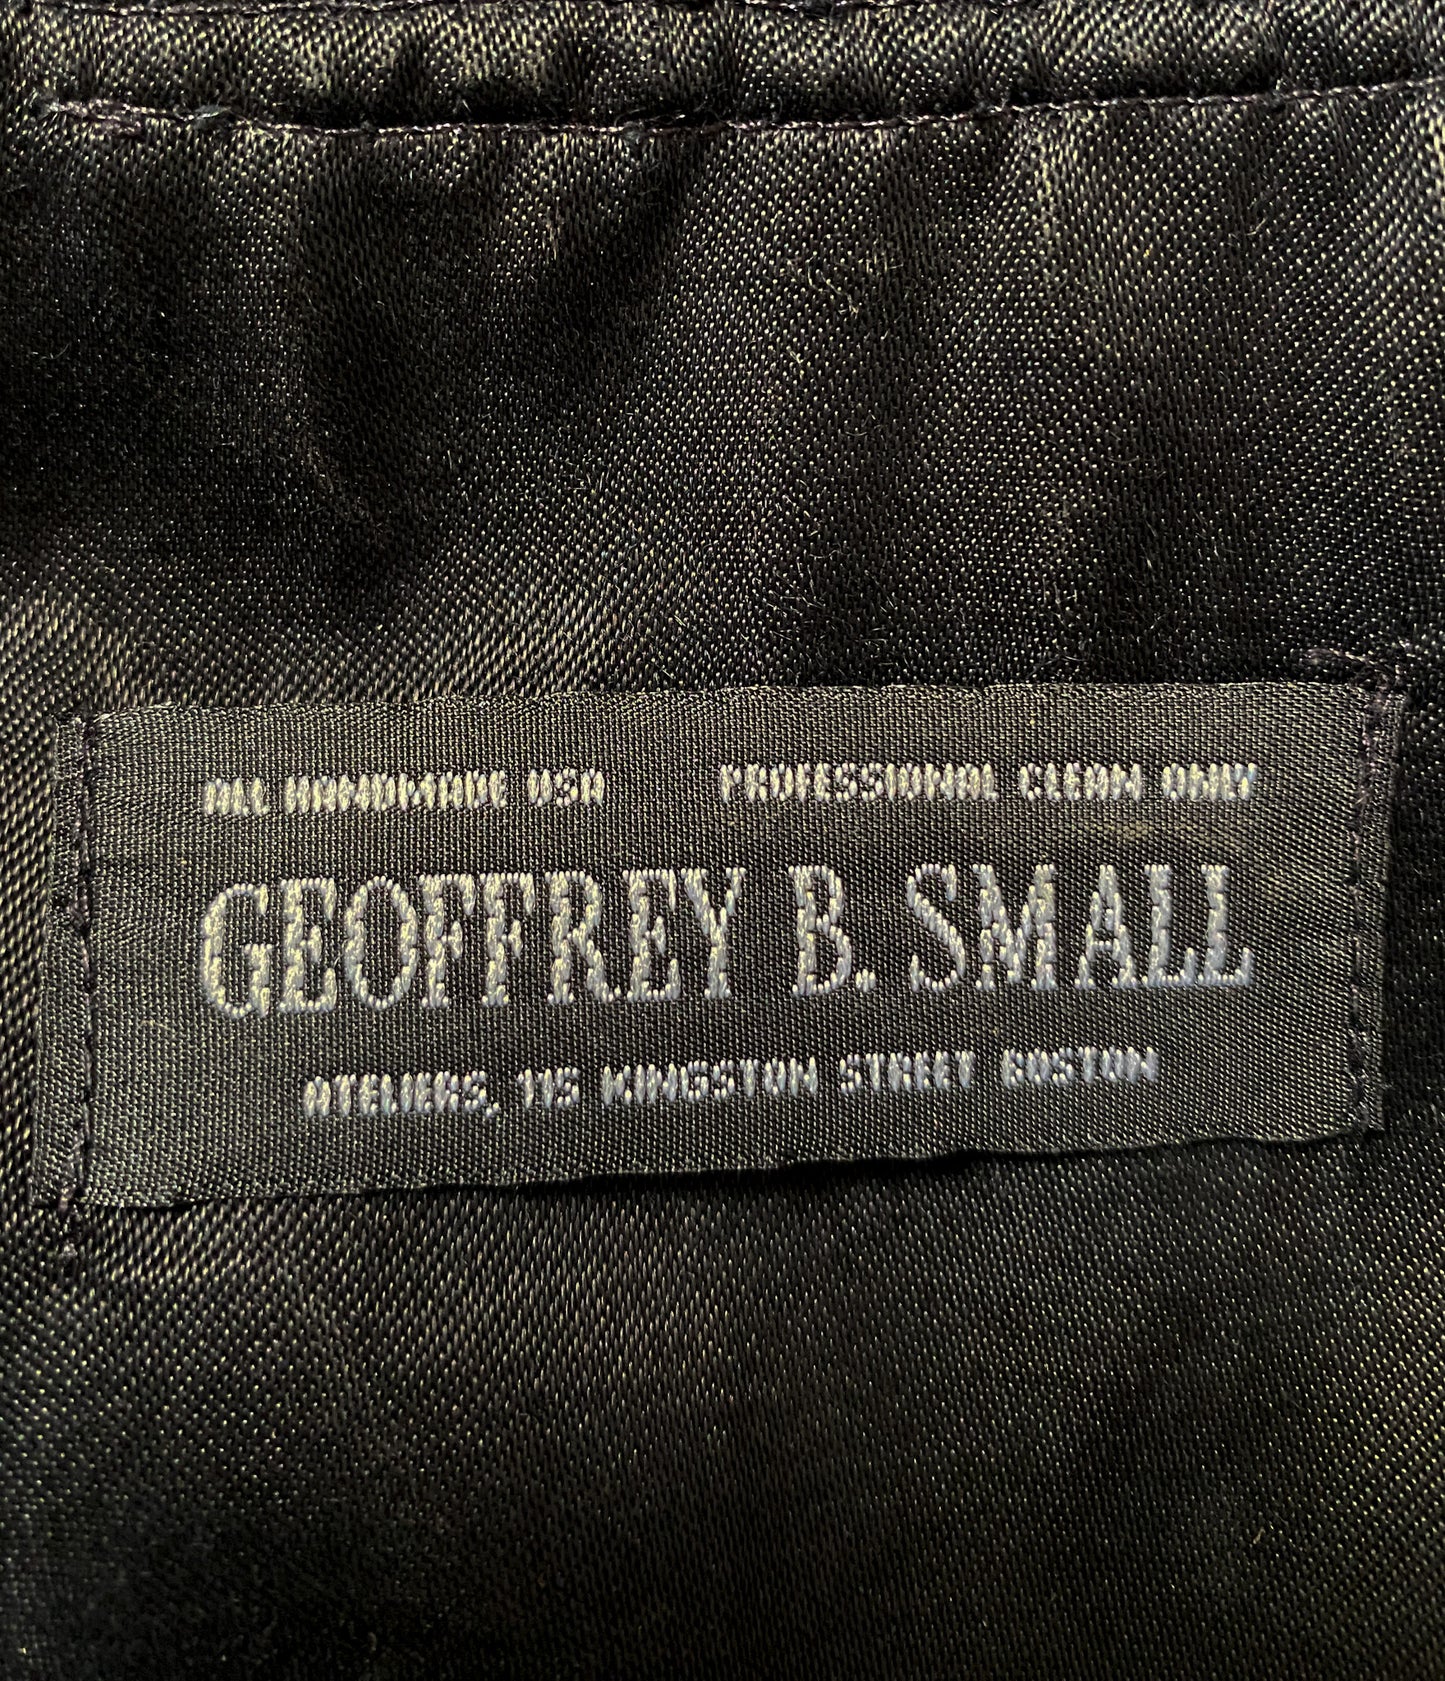 ALL HANDMADE USA PROFESSIONAL CLEAN ONLY
GEOFFREY B. SMALL
ATELIERS, 115 KINGSTON STREET BOSTON